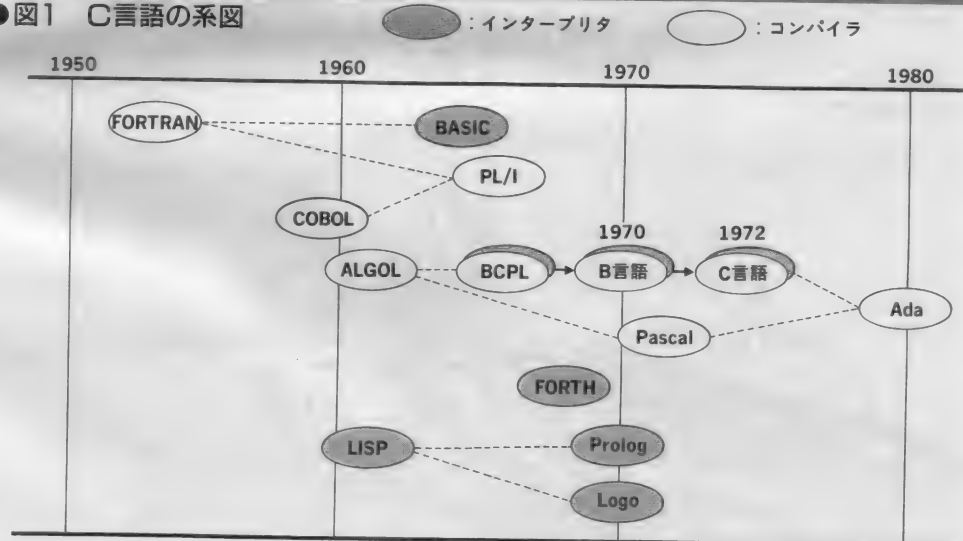 ●図1 C言語の系図
:インタープリタ
:コンパイラ
1950 1960 1970 1980
FORTRAN
BASIC
PL/I
COBOL
1970 1972
ALGOL BCPL B言語 C言語
Ada
Pascal
FORTH
LISP Prolog
Logo